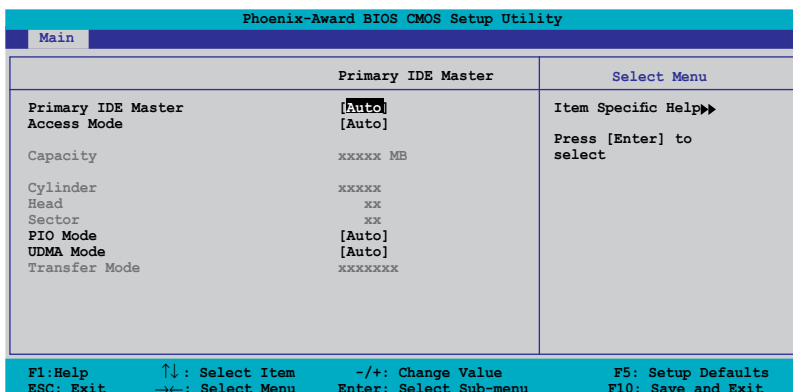 Phoenix-Award BIOS CMOS Setup Utility
Main
Primary IDE Master
Select Menu
Primary IDE Master [Auto]
Access Mode [Auto]
Capacity xxxxx MB
Cylinder xxxxx
Head xx
Sector xx
PIO Mode [Auto]
UDMA Mode [Auto]
Transfer Mode xxxxxxx
Item Specific Help▶▶
Press [Enter] to
select
F1:Help ↑↓: Select Item -/+: Change Value F5: Setup Defaults
ESC: Exit →←: Select Menu Enter: Select Sub-menu F10: Save and Exit